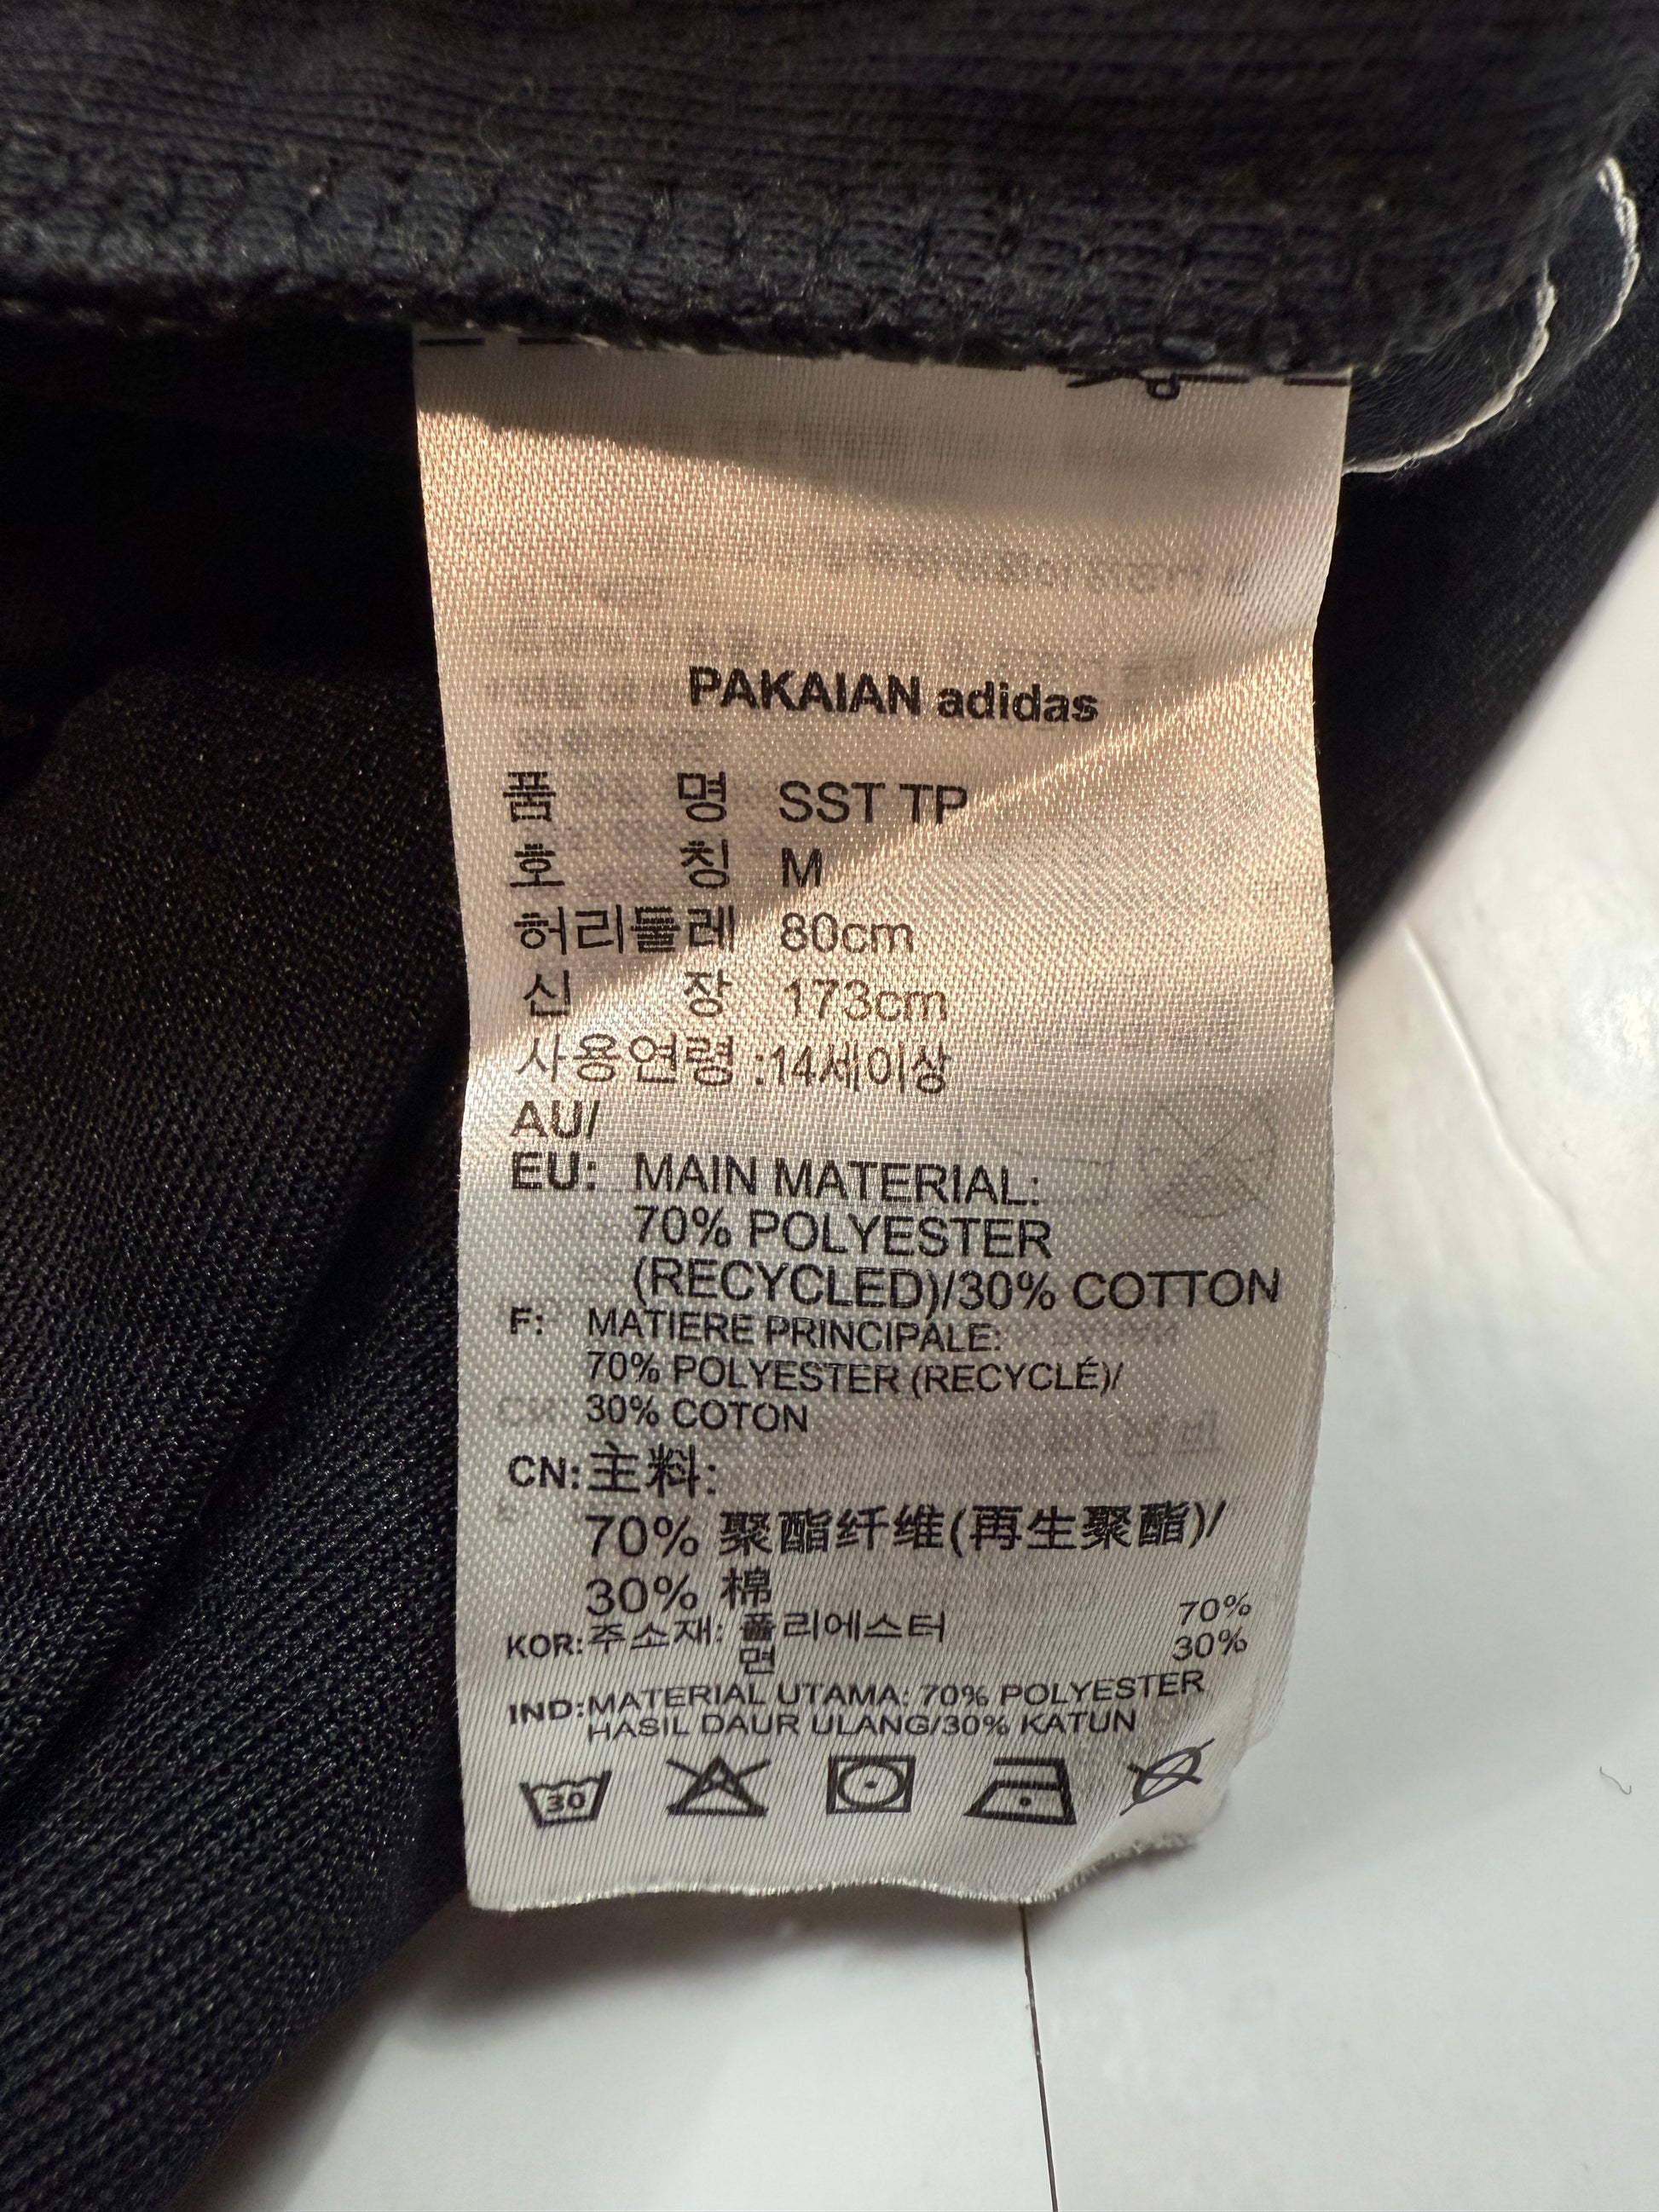 PAKAIAN adidas
품 명 SST TP
호 칭 M
허리둘레 80cm
신 장 173cm
사용연령 :14세이상
AU/
EU: MAIN MATERIAL:
70% POLYESTER
(RECYCLED)/30% COTTON
F: MATIERE PRINCIPALE:
70% POLYESTER (RECYCLÉ)/
30% COTON
CN:主料:
70% 聚酯纤维(再生聚酯)/
30% 棉
KOR:주소재: 폴리에스터 70%
면 30%
IND:MATERIAL UTAMA: 70% POLYESTER
HASIL DAUR ULANG/30% KATUN
30